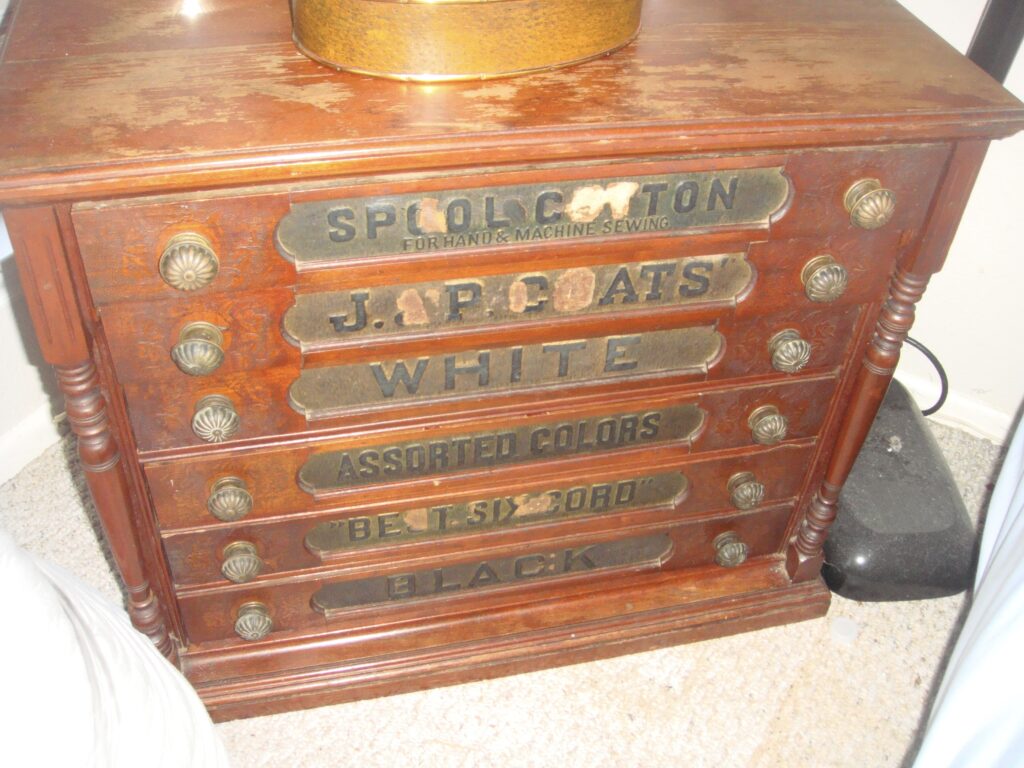 SPOOL COTTON
FOR HAND & MACHINE SEWING
J. & P. COATS'
WHITE
ASSORTED COLORS
"BEST SIX CORD"
BLACK